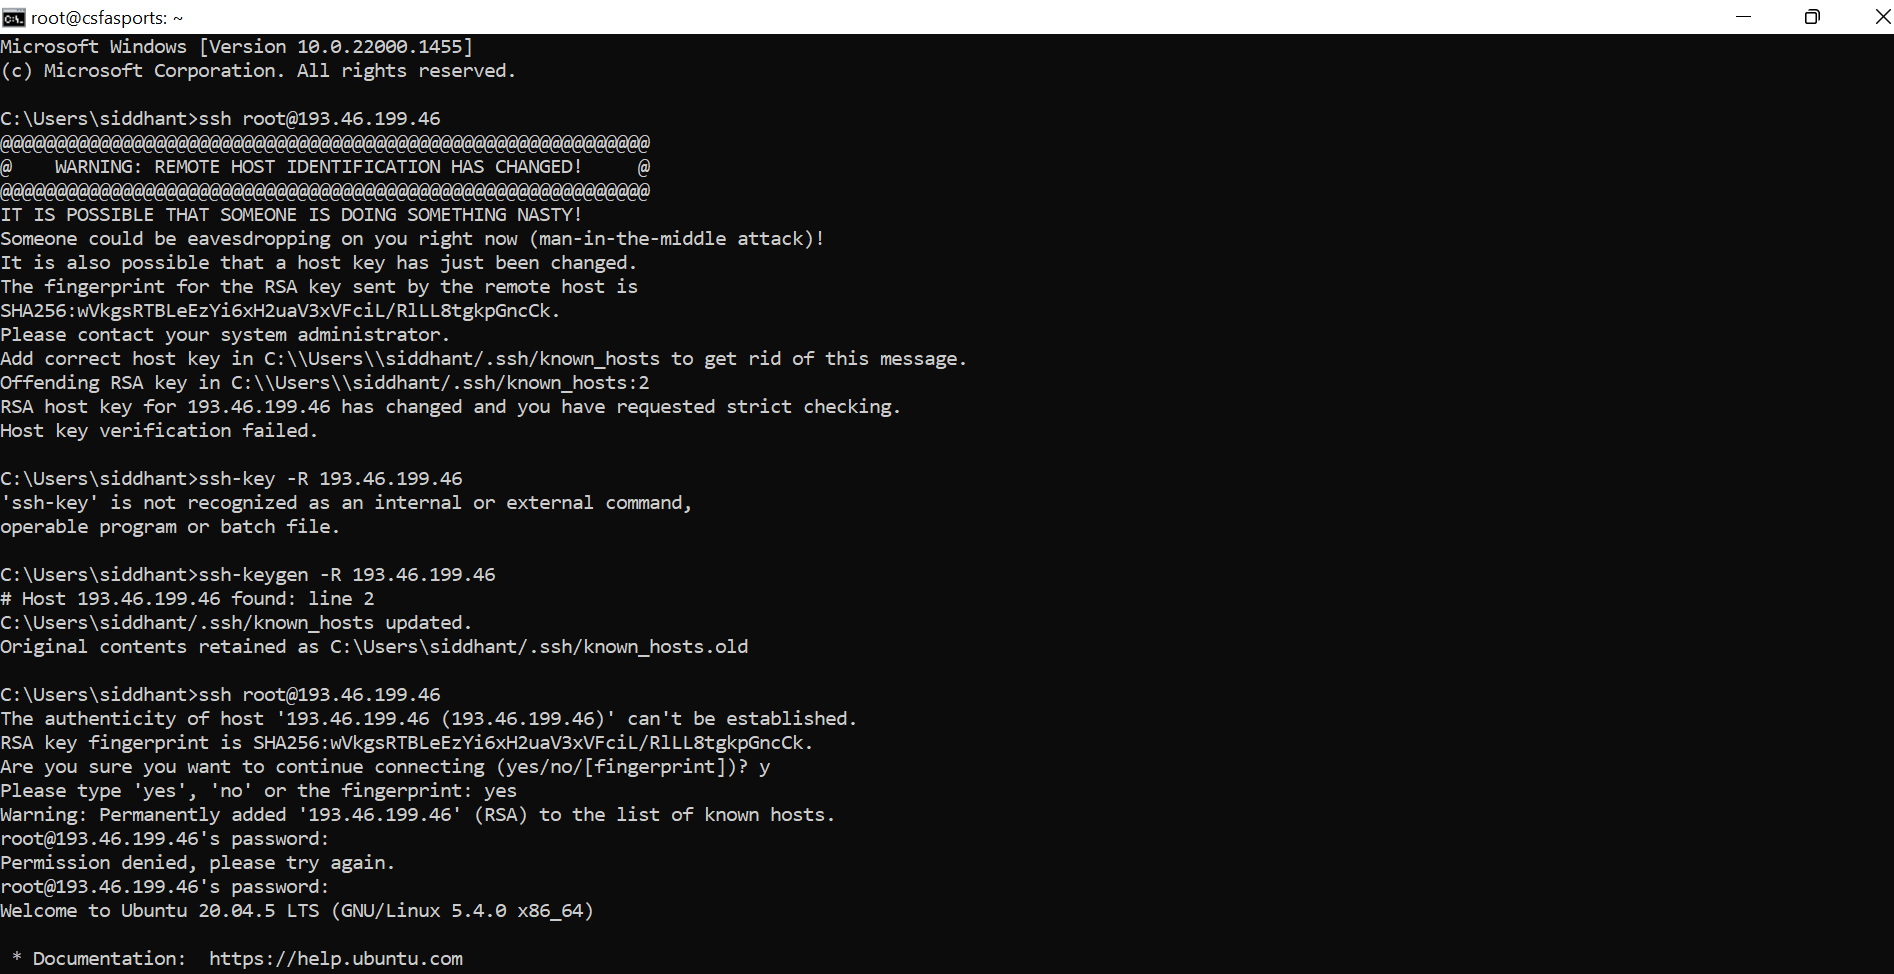 root@csfasports: ~
Microsoft Windows [Version 10.0.22000.1455]
(c) Microsoft Corporation. All rights reserved.
C:\Users\siddhant>ssh root@193.46.199.46
@@@@@@@@@@@@@@@@@@@@@@@@@@@@@@@@@@@@@@@@@@@@@@@@@@@@@@@@@@@
@    WARNING: REMOTE HOST IDENTIFICATION HAS CHANGED!     @
@@@@@@@@@@@@@@@@@@@@@@@@@@@@@@@@@@@@@@@@@@@@@@@@@@@@@@@@@@@
IT IS POSSIBLE THAT SOMEONE IS DOING SOMETHING NASTY!
Someone could be eavesdropping on you right now (man-in-the-middle attack)!
It is also possible that a host key has just been changed.
The fingerprint for the RSA key sent by the remote host is
SHA256:wVkgsRTBLeEzYi6xH2uaV3xVFciL/RlLL8tgkpGncCk.
Please contact your system administrator.
Add correct host key in C:\\Users\\siddhant/.ssh/known_hosts to get rid of this message.
Offending RSA key in C:\\Users\\siddhant/.ssh/known_hosts:2
RSA host key for 193.46.199.46 has changed and you have requested strict checking.
Host key verification failed.
C:\Users\siddhant>ssh-key -R 193.46.199.46
'ssh-key' is not recognized as an internal or external command,
operable program or batch file.
C:\Users\siddhant>ssh-keygen -R 193.46.199.46
# Host 193.46.199.46 found: line 2
C:\Users\siddhant/.ssh/known_hosts updated.
Original contents retained as C:\Users\siddhant/.ssh/known_hosts.old
C:\Users\siddhant>ssh root@193.46.199.46
The authenticity of host '193.46.199.46 (193.46.199.46)' can't be established.
RSA key fingerprint is SHA256:wVkgsRTBLeEzYi6xH2uaV3xVFciL/RlLL8tgkpGncCk.
Are you sure you want to continue connecting (yes/no/[fingerprint])? y
Please type 'yes', 'no' or the fingerprint: yes
Warning: Permanently added '193.46.199.46' (RSA) to the list of known hosts.
root@193.46.199.46's password:
Permission denied, please try again.
root@193.46.199.46's password:
Welcome to Ubuntu 20.04.5 LTS (GNU/Linux 5.4.0 x86_64)
 * Documentation:  https://help.ubuntu.com